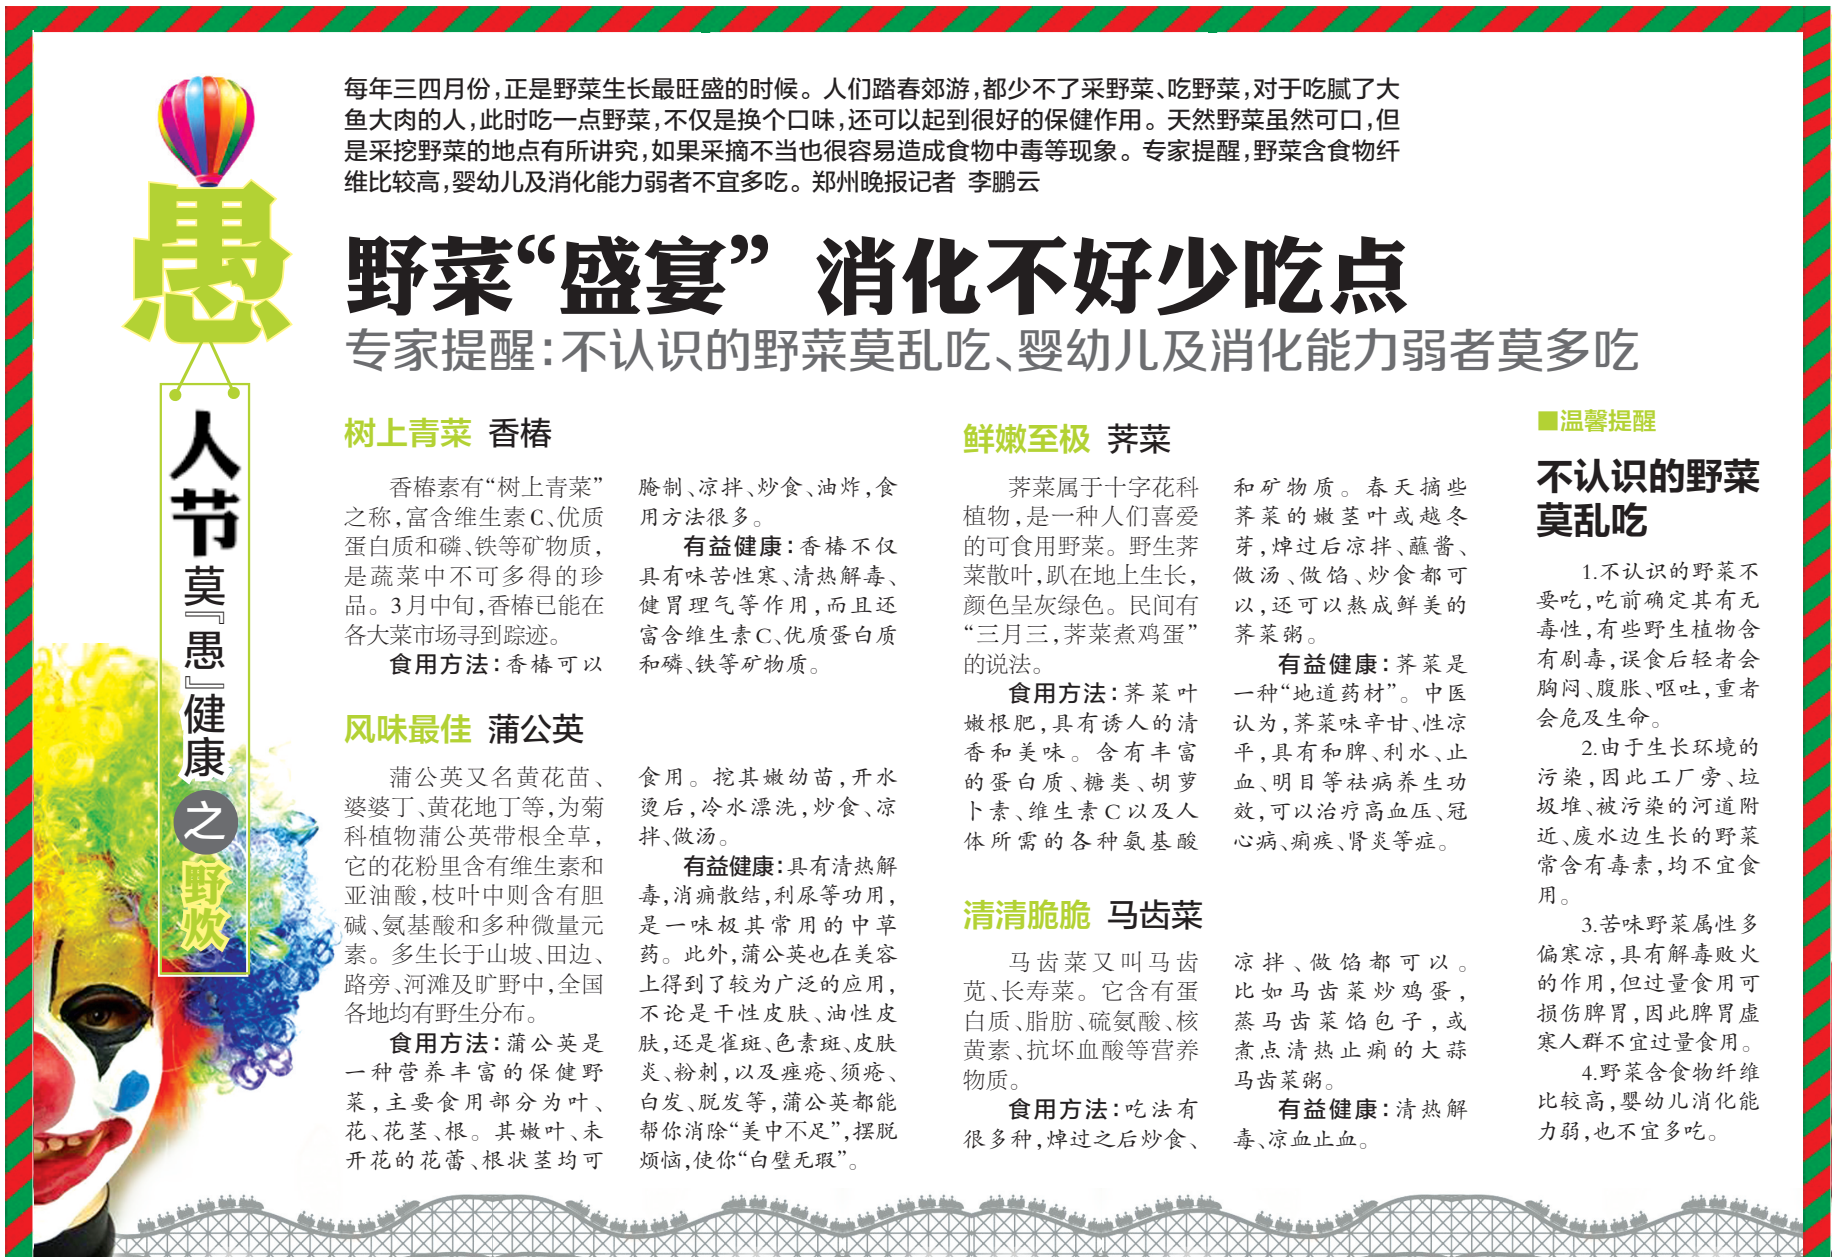 愚
人节
莫『愚』健康
之
野炊
每年三四月份，正是野菜生长最旺盛的时候。人们踏春郊游，都少不了采野菜、吃野菜，对于吃腻了大
鱼大肉的人，此时吃一点野菜，不仅是换个口味，还可以起到很好的保健作用。天然野菜虽然可口，但
是采挖野菜的地点有所讲究，如果采摘不当也很容易造成食物中毒等现象。专家提醒，野菜含食物纤
维比较高，婴幼儿及消化能力弱者不宜多吃。郑州晚报记者 李鹏云
野菜“盛宴” 消化不好少吃点
专家提醒：不认识的野菜莫乱吃、婴幼儿及消化能力弱者莫多吃
树上青菜 香椿
香椿素有“树上青菜”
之称，富含维生素C、优质
蛋白质和磷、铁等矿物质，
是蔬菜中不可多得的珍
品。3月中旬，香椿已能在
各大菜市场寻到踪迹。
食用方法：香椿可以
腌制、凉拌、炒食、油炸，食
用方法很多。
有益健康：香椿不仅
具有味苦性寒、清热解毒、
健胃理气等作用，而且还
富含维生素C、优质蛋白质
和磷、铁等矿物质。
风味最佳 蒲公英
蒲公英又名黄花苗、
婆婆丁、黄花地丁等，为菊
科植物蒲公英带根全草，
它的花粉里含有维生素和
亚油酸，枝叶中则含有胆
碱、氨基酸和多种微量元
素。多生长于山坡、田边、
路旁、河滩及旷野中，全国
各地均有野生分布。
食用方法：蒲公英是
一种营养丰富的保健野
菜，主要食用部分为叶、
花、花茎、根。其嫩叶、未
开花的花蕾、根状茎均可
食用。挖其嫩幼苗，开水
烫后，冷水漂洗，炒食、凉
拌、做汤。
有益健康：具有清热解
毒，消痈散结，利尿等功用，
是一味极其常用的中草
药。此外，蒲公英也在美容
上得到了较为广泛的应用，
不论是干性皮肤、油性皮
肤，还是雀斑、色素斑、皮肤
炎、粉刺，以及痤疮、须疮、
白发、脱发等，蒲公英都能
帮你消除“美中不足”，摆脱
烦恼，使你“白璧无瑕”。
鲜嫩至极 荠菜
荠菜属于十字花科
植物，是一种人们喜爱
的可食用野菜。野生荠
菜散叶，趴在地上生长，
颜色呈灰绿色。民间有
“三月三，荠菜煮鸡蛋”
的说法。
食用方法：荠菜叶
嫩根肥，具有诱人的清
香和美味。含有丰富
的蛋白质、糖类、胡萝
卜素、维生素C以及人
体所需的各种氨基酸
和矿物质。春天摘些
荠菜的嫩茎叶或越冬
芽，焯过后凉拌、蘸酱、
做汤、做馅、炒食都可
以，还可以熬成鲜美的
荠菜粥。
有益健康：荠菜是
一种“地道药材”。中医
认为，荠菜味辛甘、性凉
平，具有和脾、利水、止
血、明目等祛病养生功
效，可以治疗高血压、冠
心病、痢疾、肾炎等症。
清清脆脆 马齿菜
马齿菜又叫马齿
苋、长寿菜。它含有蛋
白质、脂肪、硫氨酸、核
黄素、抗坏血酸等营养
物质。
食用方法：吃法有
很多种，焯过之后炒食、
凉拌、做馅都可以。
比如马齿菜炒鸡蛋，
蒸马齿菜馅包子，或
煮点清热止痢的大蒜
马齿菜粥。
有益健康：清热解
毒、凉血止血。
■温馨提醒
不认识的野菜
莫乱吃
1.不认识的野菜不
要吃，吃前确定其有无
毒性，有些野生植物含
有剧毒，误食后轻者会
胸闷、腹胀、呕吐，重者
会危及生命。
2.由于生长环境的
污染，因此工厂旁、垃
圾堆、被污染的河道附
近、废水边生长的野菜
常含有毒素，均不宜食
用。
3.苦味野菜属性多
偏寒凉，具有解毒败火
的作用，但过量食用可
损伤脾胃，因此脾胃虚
寒人群不宜过量食用。
4.野菜含食物纤维
比较高，婴幼儿消化能
力弱，也不宜多吃。